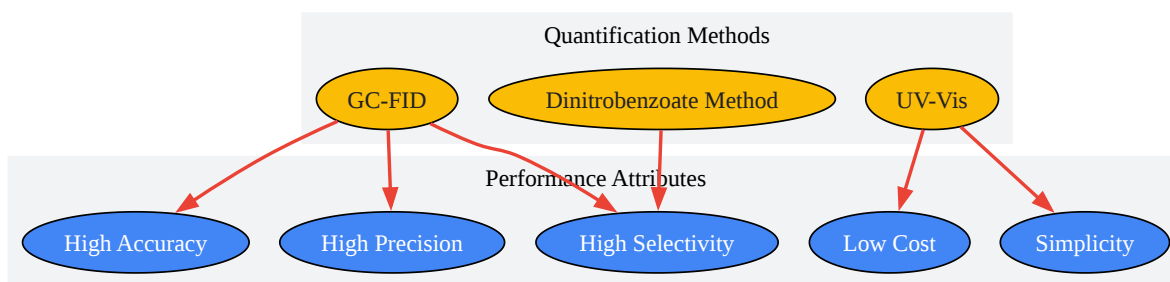 Quantification Methods
GC-FID
Dinitrobenzoate Method
UV-Vis
Performance Attributes
High Accuracy
High Precision
High Selectivity
Low Cost
Simplicity